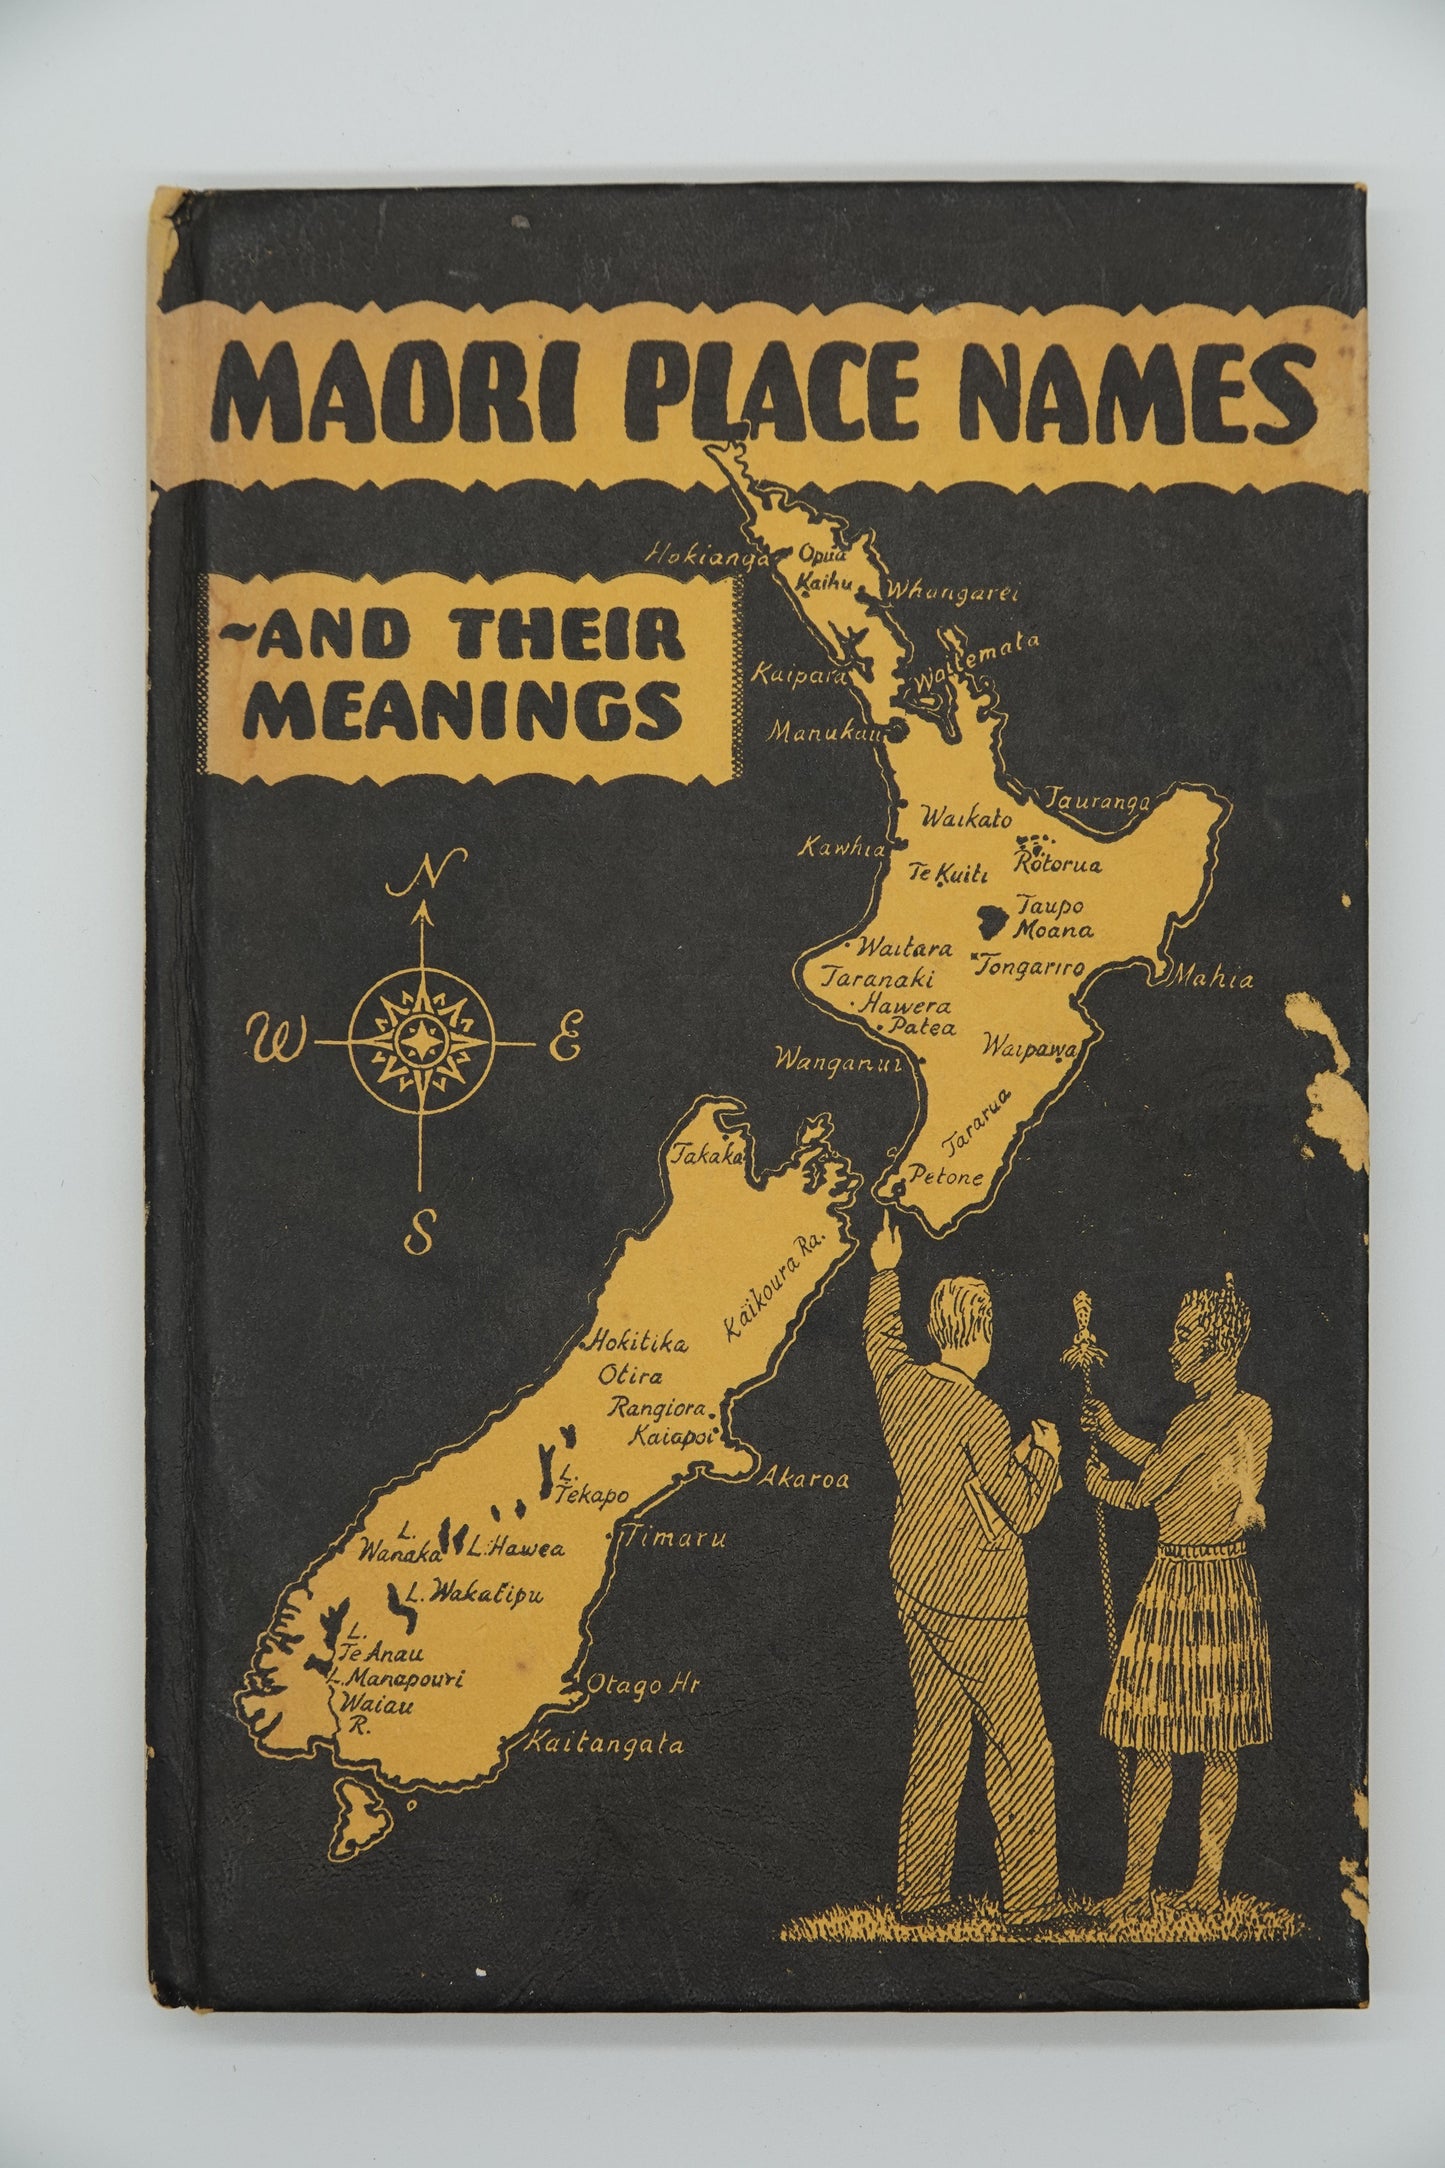 MAORI PLACE NAMES
~AND THEIR
MEANINGS
Hokianga
Opua
Kaihu
Whangarei
Waitemata
Kaipara
Manukau
Tauranga
Waikato
Kawhia
Rotorua
Te Kuiti
Taupo
Moana
Waitara
Tongariro
Taranaki
Mahia
Hawera
Patea
Wanganui
Waipawa
Tararua
Petone
N
W
E
S
Takaka
Kaikoura Ra.
Hokitika
Otira
Rangiora
Kaiapoi
Akaroa
L.
Tekapo
Timaru
L.
Wanaka
L. Hawea
L. Wakatipu
L.
Te Anau
L. Manapouri
Waiau
R.
Otago Hr
Kaitangata